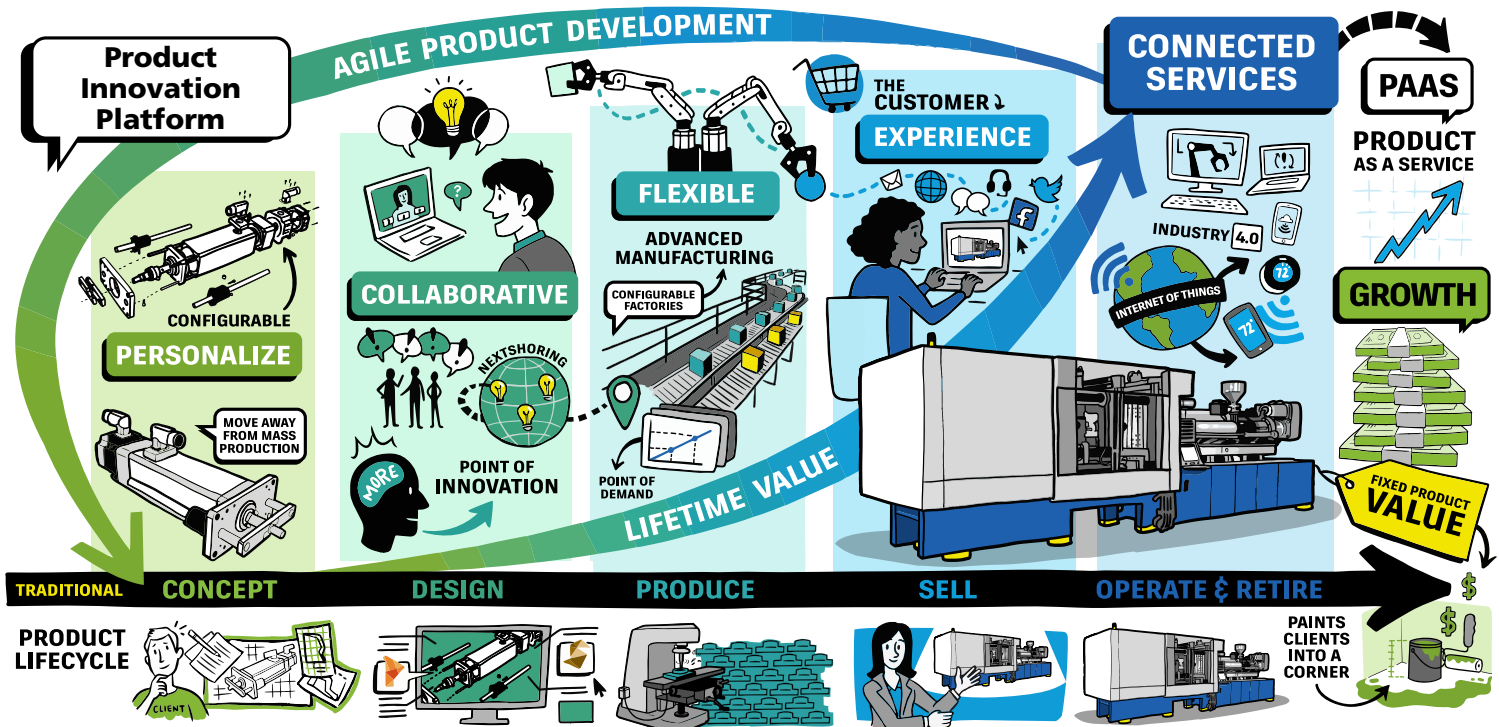 Product
Innovation
Platform
AGILE PRODUCT DEVELOPMENT
CONNECTED
SERVICES
PAAS
PRODUCT
AS A SERVICE
GROWTH
CONFIGURABLE
PERSONALIZE
MOVE AWAY
FROM MASS
PRODUCTION
?
COLLABORATIVE
! ! ! !
NEXTSHORING
MORE
POINT OF
INNOVATION
FLEXIBLE
ADVANCED
MANUFACTURING
CONFIGURABLE
FACTORIES
POINT OF
DEMAND
THE
CUSTOMER
EXPERIENCE
f
LIFETIME VALUE
(!)
INDUSTRY 4.0
INTERNET OF THINGS
72
72°
FIXED PRODUCT
VALUE
TRADITIONAL CONCEPT DESIGN PRODUCE SELL OPERATE & RETIRE
$
$
PRODUCT
LIFECYCLE
CLIENT
PAINTS
CLIENTS
INTO A
CORNER